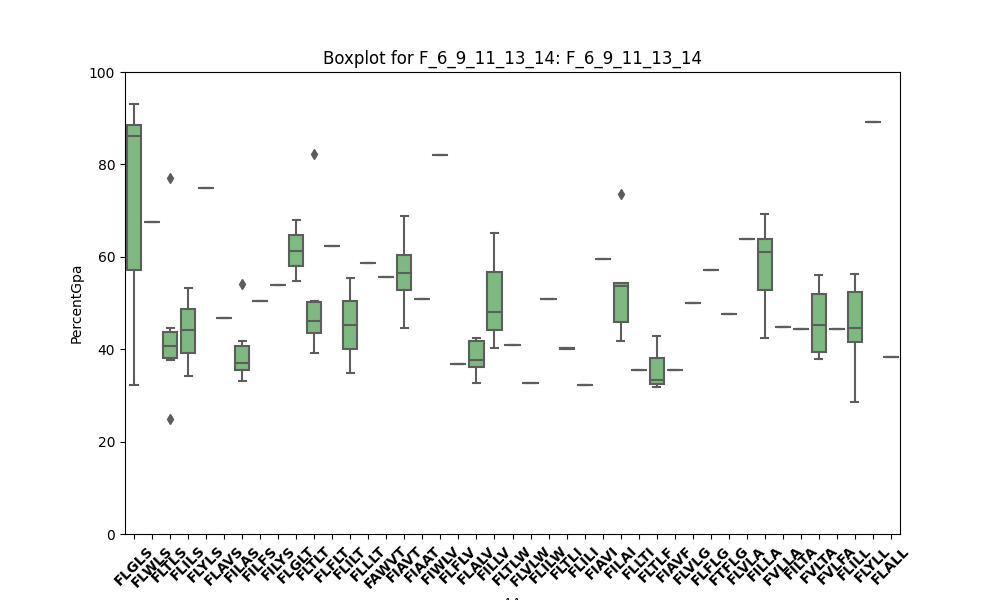 Boxplot for F_6_9_11_13_14: F_6_9_11_13_14
PercentGpa
100
80
60
40
20
0
FLGLS
FLWLS
FLTLS
FLILS
FLYLS
FLAVS
FILAS
FILFS
FILYS
FLGLT
FLTLT
FLFLT
FLILT
FLLLT
FAWVT
FIAVT
FIAAT
FIWLV
FLFLV
FLALV
FILLV
FLTLW
FLVLW
FLILW
FLTLI
FLILI
FIAVI
FILAI
FLLTI
FLTLF
FIAVF
FLVLG
FLFLG
FTFLG
FLVLA
FILLA
FVLLA
FILTA
FVLTA
FVLFA
FLILL
FLYLL
FLALL